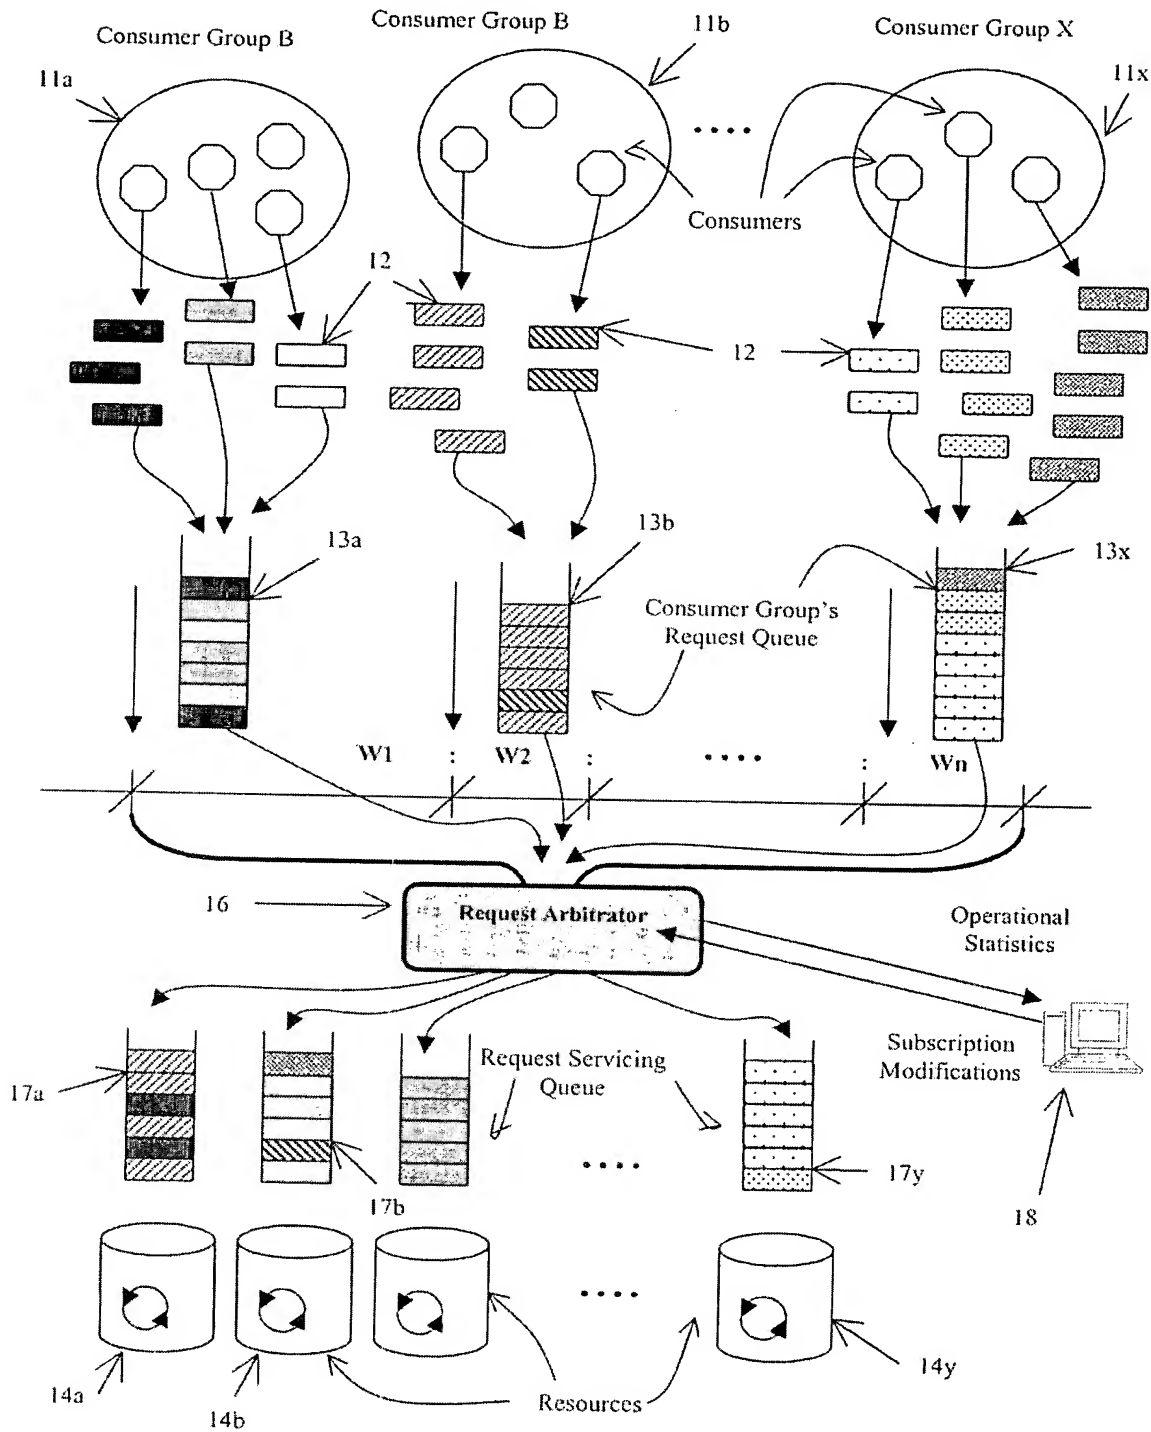 Consumer Group B
Consumer Group B
Consumer Group X
11a
11b
11x
Consumers
12
12
13a
13b
13x
Consumer Group's
Request Queue
W1
:
W2
:
:
Wn
16
Request Arbitrator
Operational
Statistics
Subscription
Modifications
17a
Request Servicing
Queue
17b
17y
18
14a
14b
Resources
14y